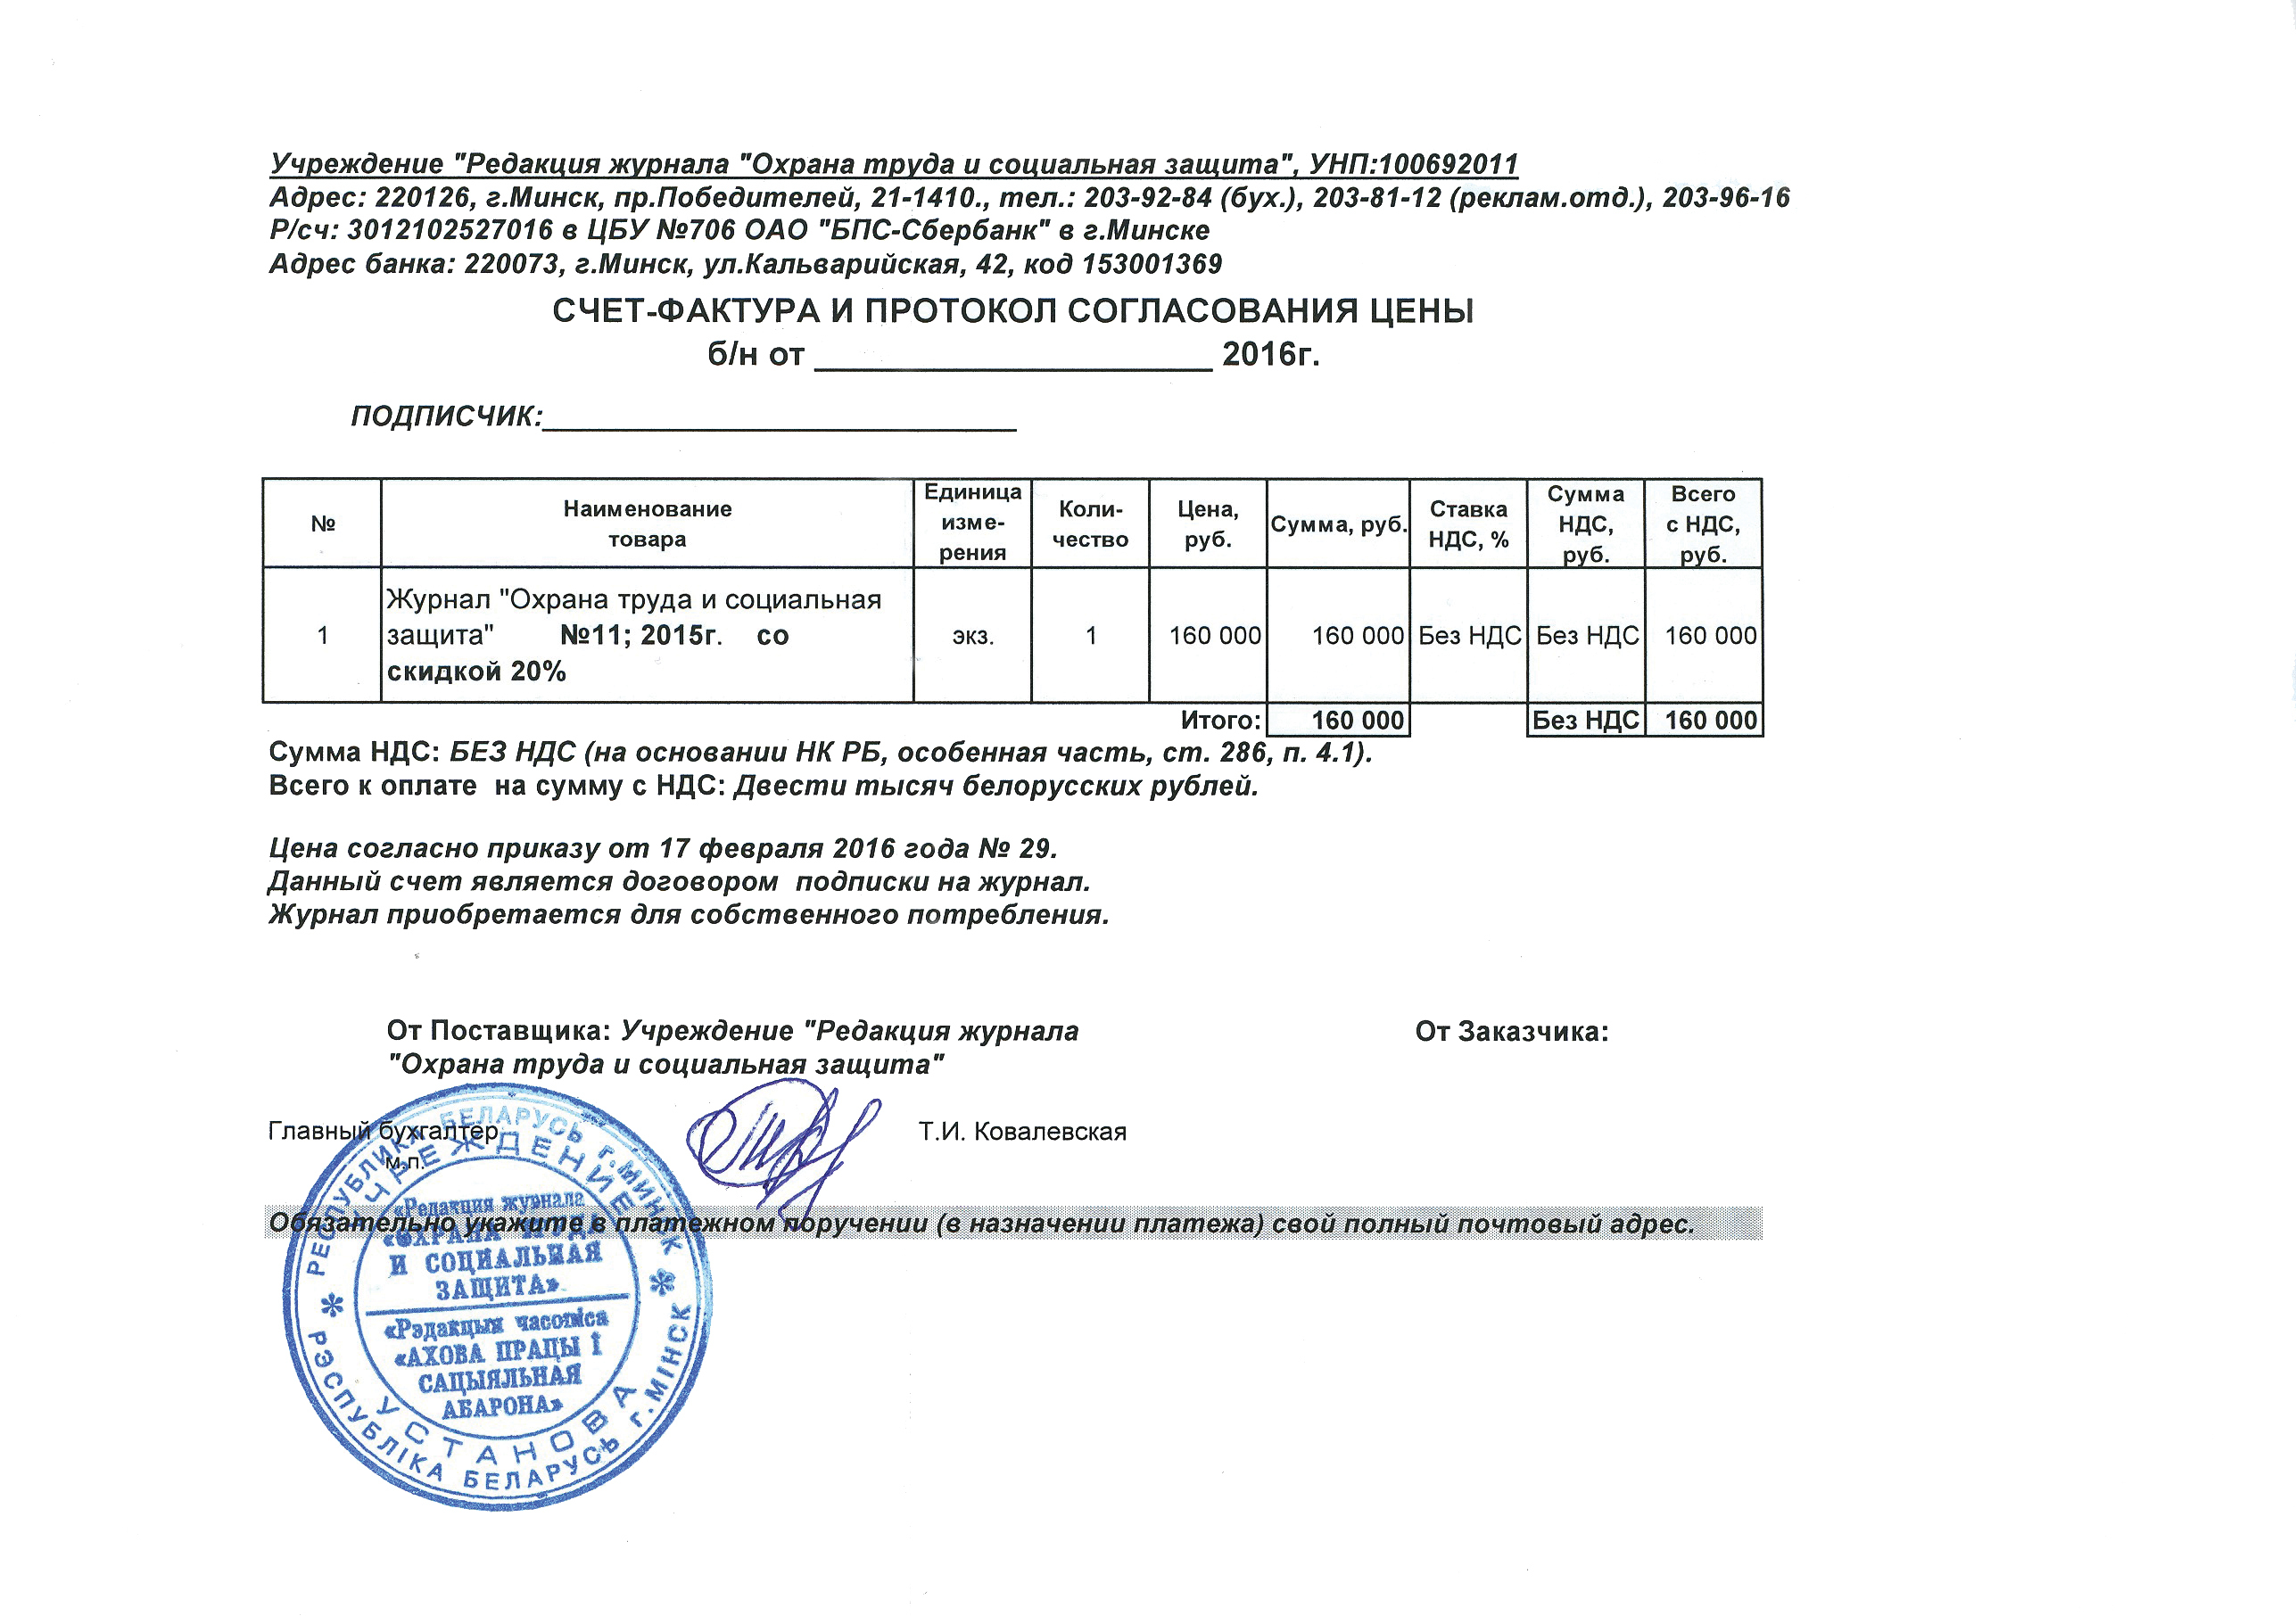 Учреждение "Редакция журнала "Охрана труда и социальная защита", УНП:100692011
Адрес: 220126, г.Минск, пр.Победителей, 21-1410., тел.: 203-92-84 (бух.), 203-81-12 (реклам.отд.), 203-96-16
Р/сч: 3012102527016 в ЦБУ №706 ОАО "БПС-Сбербанк" в г.Минске
Адрес банка: 220073, г.Минск, ул.Кальварийская, 42, код 153001369
СЧЕТ-ФАКТУРА И ПРОТОКОЛ СОГЛАСОВАНИЯ ЦЕНЫ
б/н от ______________________ 2016г.
ПОДПИСЧИК:______________________________
№ Наименование товара Единица изме-рения Коли-чество Цена, руб. Сумма, руб. Ставка НДС, % Сумма НДС, руб. Всего с НДС, руб.
1 Журнал "Охрана труда и социальная защита" №11; 2015г. со скидкой 20% экз. 1 160 000 160 000 Без НДС Без НДС 160 000
Итого: 160 000 Без НДС 160 000
Сумма НДС: БЕЗ НДС (на основании НК РБ, особенная часть, ст. 286, п. 4.1).
Всего к оплате на сумму с НДС: Двести тысяч белорусских рублей.
Цена согласно приказу от 17 февраля 2016 года № 29.
Данный счет является договором подписки на журнал.
Журнал приобретается для собственного потребления.
От Поставщика: Учреждение "Редакция журнала От Заказчика:
"Охрана труда и социальная защита"
Главный бухгалтер Т.И. Ковалевская
м.п.
Обязательно укажите в платежном поручении (в назначении платежа) свой полный почтовый адрес.
РЕСПУБЛИКА БЕЛАРУСЬ г.МИНСК
УЧРЕЖДЕНИЕ
«Редакция журнала
«ОХРАНА ТРУДА
И СОЦИАЛЬНАЯ
ЗАЩИТА»
«Рэдакцыя часопіса
«АХОВА ПРАЦЫ І
САЦЫЯЛЬНАЯ
АБАРОНА»
УСТАНОВА
РЭСПУБЛІКА БЕЛАРУСЬ г.МІНСК